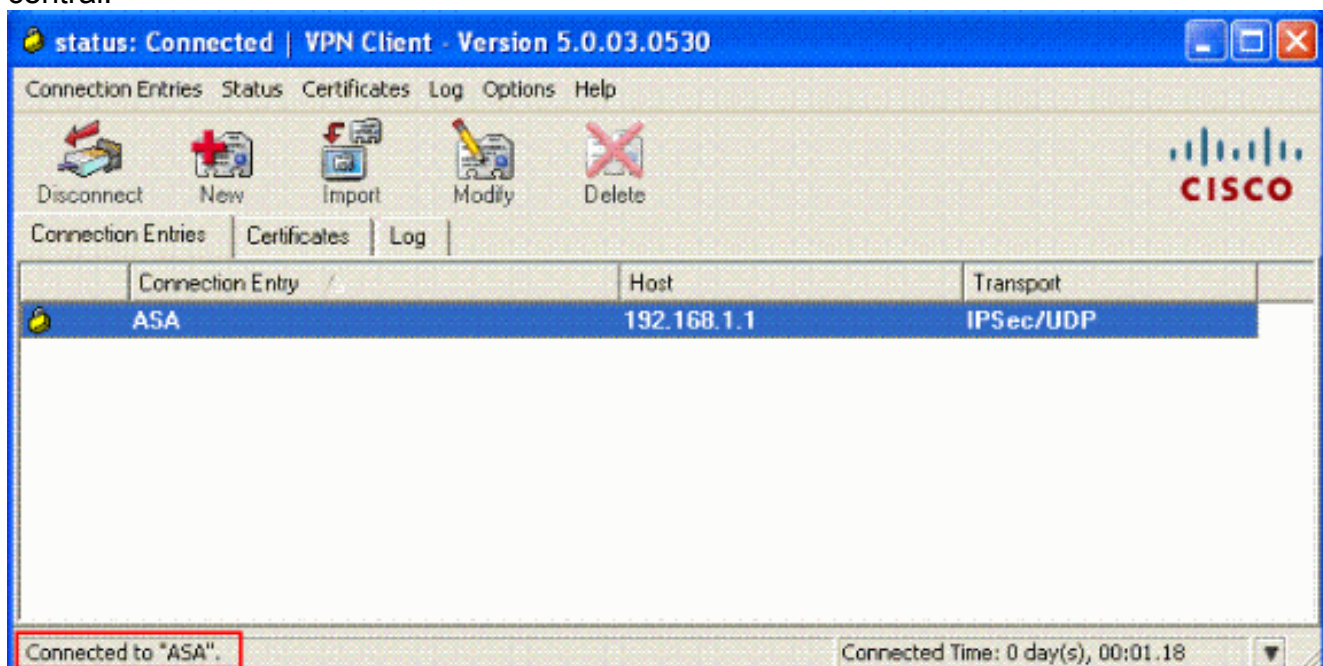 central.
status: Connected | VPN Client - Version 5.0.03.0530
Connection Entries Status Certificates Log Options Help
Disconnect New Import Modify Delete
CISCO
Connection Entries Certificates Log
Connection Entry Host Transport
ASA 192.168.1.1 IPSec/UDP
Connected to "ASA". Connected Time: 0 day(s), 00:01.18